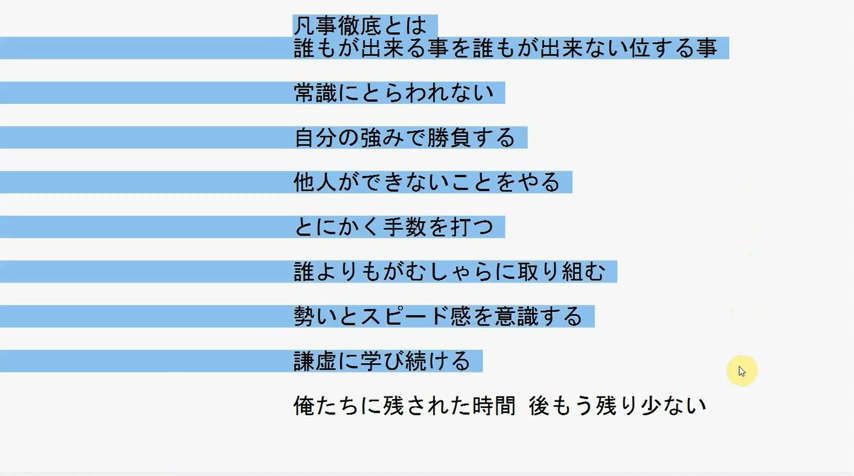 凡事徹底とは
誰もが出来る事を誰もが出来ない位する事
常識にとらわれない
自分の強みで勝負する
他人ができないことをやる
とにかく手数を打つ
誰よりもがむしゃらに取り組む
勢いとスピード感を意識する
謙虚に学び続ける
俺たちに残された時間 後もう残り少ない